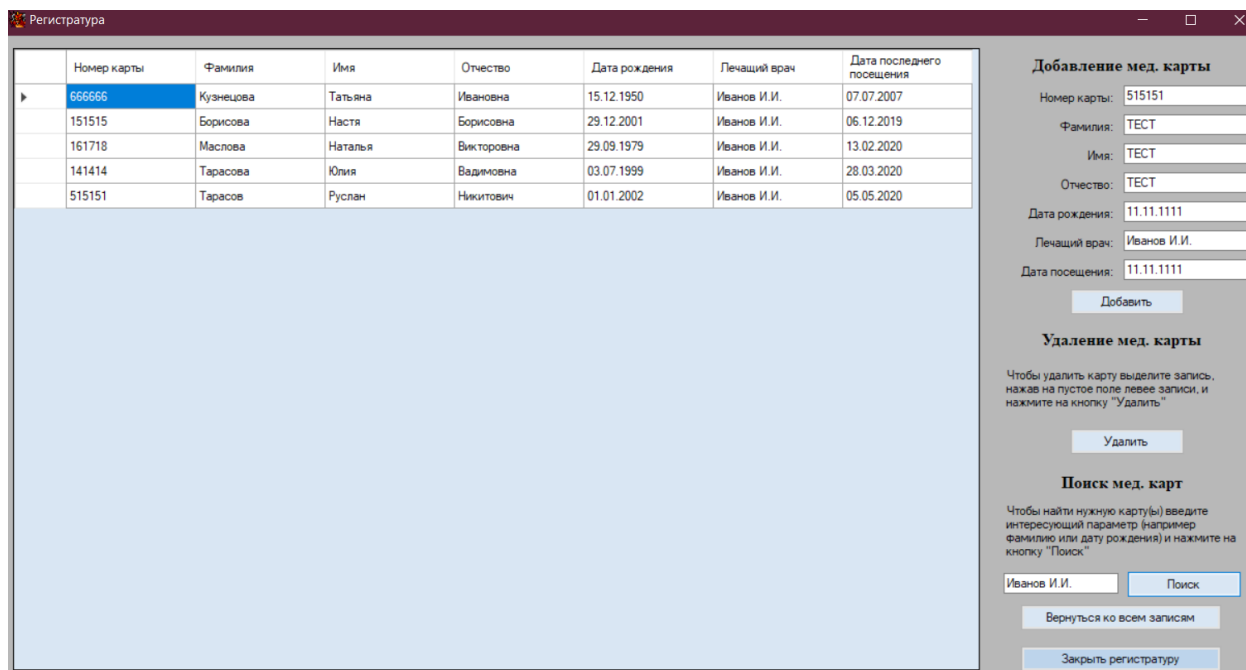 Регистратура
Номер карты Фамилия Имя Отчество Дата рождения Лечащий врач Дата последнего
посещения
666666 Кузнецова Татьяна Ивановна 15.12.1950 Иванов И.И. 07.07.2007
151515 Борисова Настя Борисовна 29.12.2001 Иванов И.И. 06.12.2019
161718 Маслова Наталья Викторовна 29.09.1979 Иванов И.И. 13.02.2020
141414 Тарасова Юлия Вадимовна 03.07.1999 Иванов И.И. 28.03.2020
515151 Тарасов Руслан Никитович 01.01.2002 Иванов И.И. 05.05.2020
Добавление мед. карты
Номер карты: 515151
Фамилия: ТЕСТ
Имя: ТЕСТ
Отчество: ТЕСТ
Дата рождения: 11.11.1111
Лечащий врач: Иванов И.И.
Дата посещения: 11.11.1111
Добавить
Удаление мед. карты
Чтобы удалить карту выделите запись,
нажав на пустое поле левее записи, и
нажмите на кнопку "Удалить"
Удалить
Поиск мед. карт
Чтобы найти нужную карту(ы) введите
интересующий параметр (например
фамилию или дату рождения) и нажмите на
кнопку "Поиск"
Иванов И.И. Поиск
Вернуться ко всем записям
Закрыть регистратуру